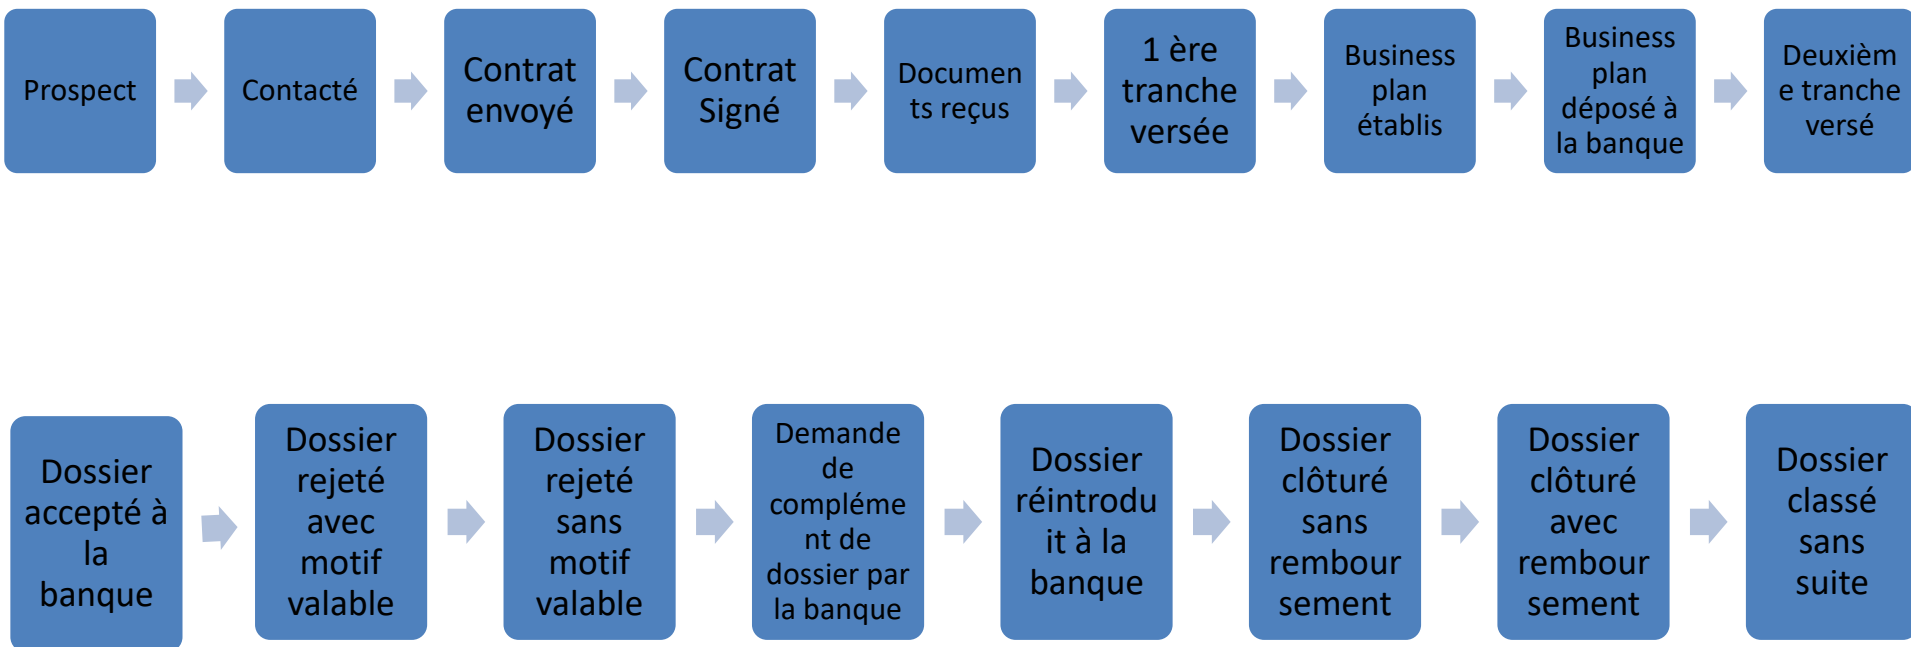 Prospect
Contacté
Contrat
envoyé
Contrat
Signé
Documen
ts reçus
1 ère
tranche
versée
Business
plan
établis
Business
plan
déposé à
la banque
Deuxièm
e tranche
versé
Dossier
accepté à
la
banque
Dossier
rejeté
avec
motif
valable
Dossier
rejeté
sans
motif
valable
Demande
de
compléme
nt de
dossier par
la banque
Dossier
réintrodu
it à la
banque
Dossier
clôturé
sans
rembour
sement
Dossier
clôturé
avec
rembour
sement
Dossier
classé
sans
suite